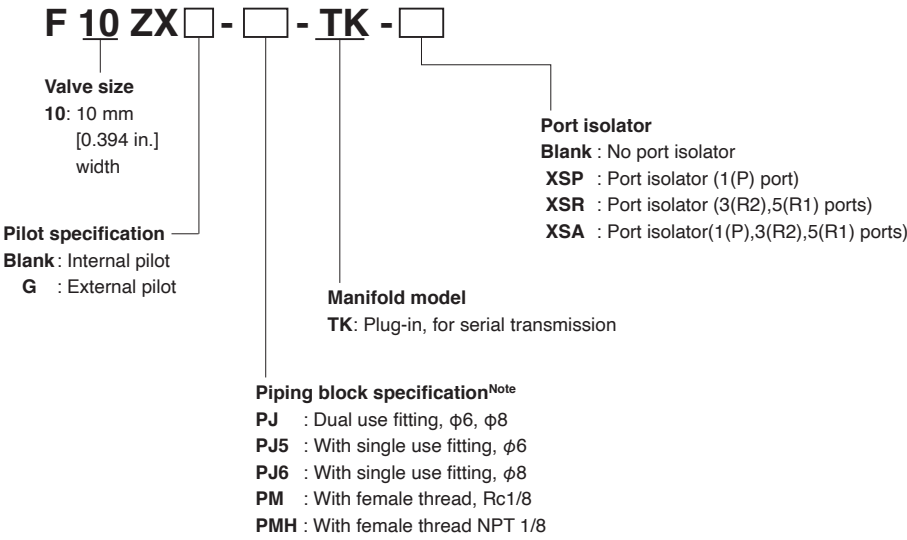 F 10 ZX□ - □ - TK - □
Valve size
10: 10 mm
[0.394 in.]
width
Pilot specification
Blank : Internal pilot
G : External pilot
Port isolator
Blank : No port isolator
XSP : Port isolator (1(P) port)
XSR : Port isolator (3(R2),5(R1) ports)
XSA : Port isolator(1(P),3(R2),5(R1) ports)
Manifold model
TK: Plug-in, for serial transmission
Piping block specificationNote
PJ : Dual use fitting, φ6, φ8
PJ5 : With single use fitting, φ6
PJ6 : With single use fitting, φ8
PM : With female thread, Rc1/8
PMH : With female thread NPT 1/8